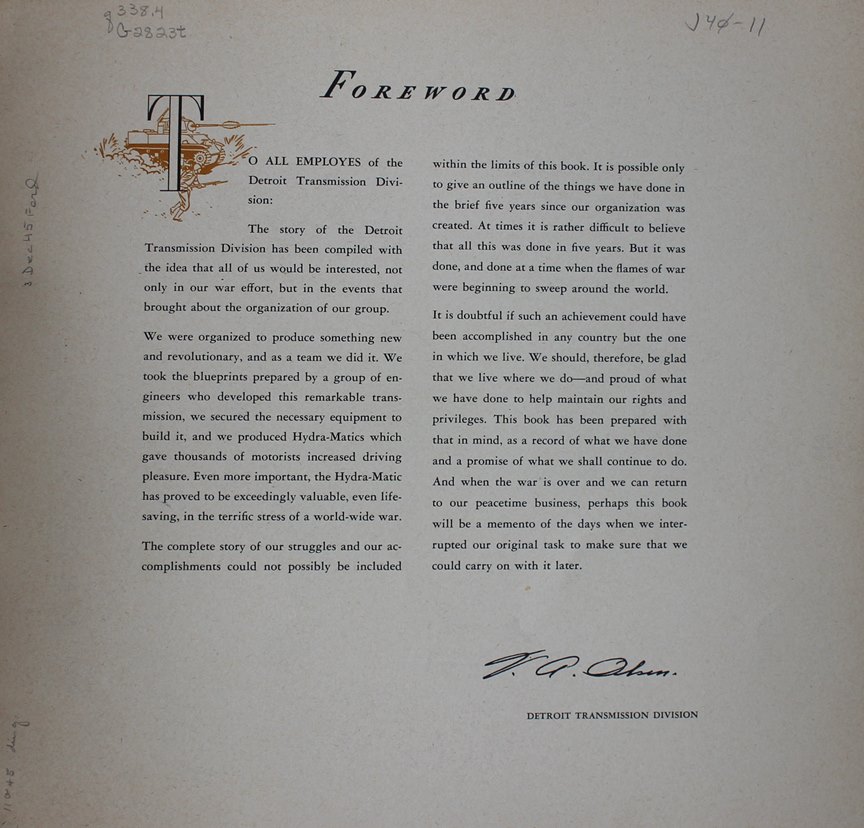 q338.4
G2823t
J40-11
FOREWORD
TO ALL EMPLOYES of the
Detroit Transmission Divi-
sion:
The story of the Detroit
Transmission Division has been compiled with
the idea that all of us would be interested, not
only in our war effort, but in the events that
brought about the organization of our group.
We were organized to produce something new
and revolutionary, and as a team we did it. We
took the blueprints prepared by a group of en-
gineers who developed this remarkable trans-
mission, we secured the necessary equipment to
build it, and we produced Hydra-Matics which
gave thousands of motorists increased driving
pleasure. Even more important, the Hydra-Matic
has proved to be exceedingly valuable, even life-
saving, in the terrific stress of a world-wide war.
The complete story of our struggles and our ac-
complishments could not possibly be included
within the limits of this book. It is possible only
to give an outline of the things we have done in
the brief five years since our organization was
created. At times it is rather difficult to believe
that all this was done in five years. But it was
done, and done at a time when the flames of war
were beginning to sweep around the world.
It is doubtful if such an achievement could have
been accomplished in any country but the one
in which we live. We should, therefore, be glad
that we live where we do—and proud of what
we have done to help maintain our rights and
privileges. This book has been prepared with
that in mind, as a record of what we have done
and a promise of what we shall continue to do.
And when the war is over and we can return
to our peacetime business, perhaps this book
will be a memento of the days when we inter-
rupted our original task to make sure that we
could carry on with it later.
V. A. Olsen.
DETROIT TRANSMISSION DIVISION
3Dec45 Ford